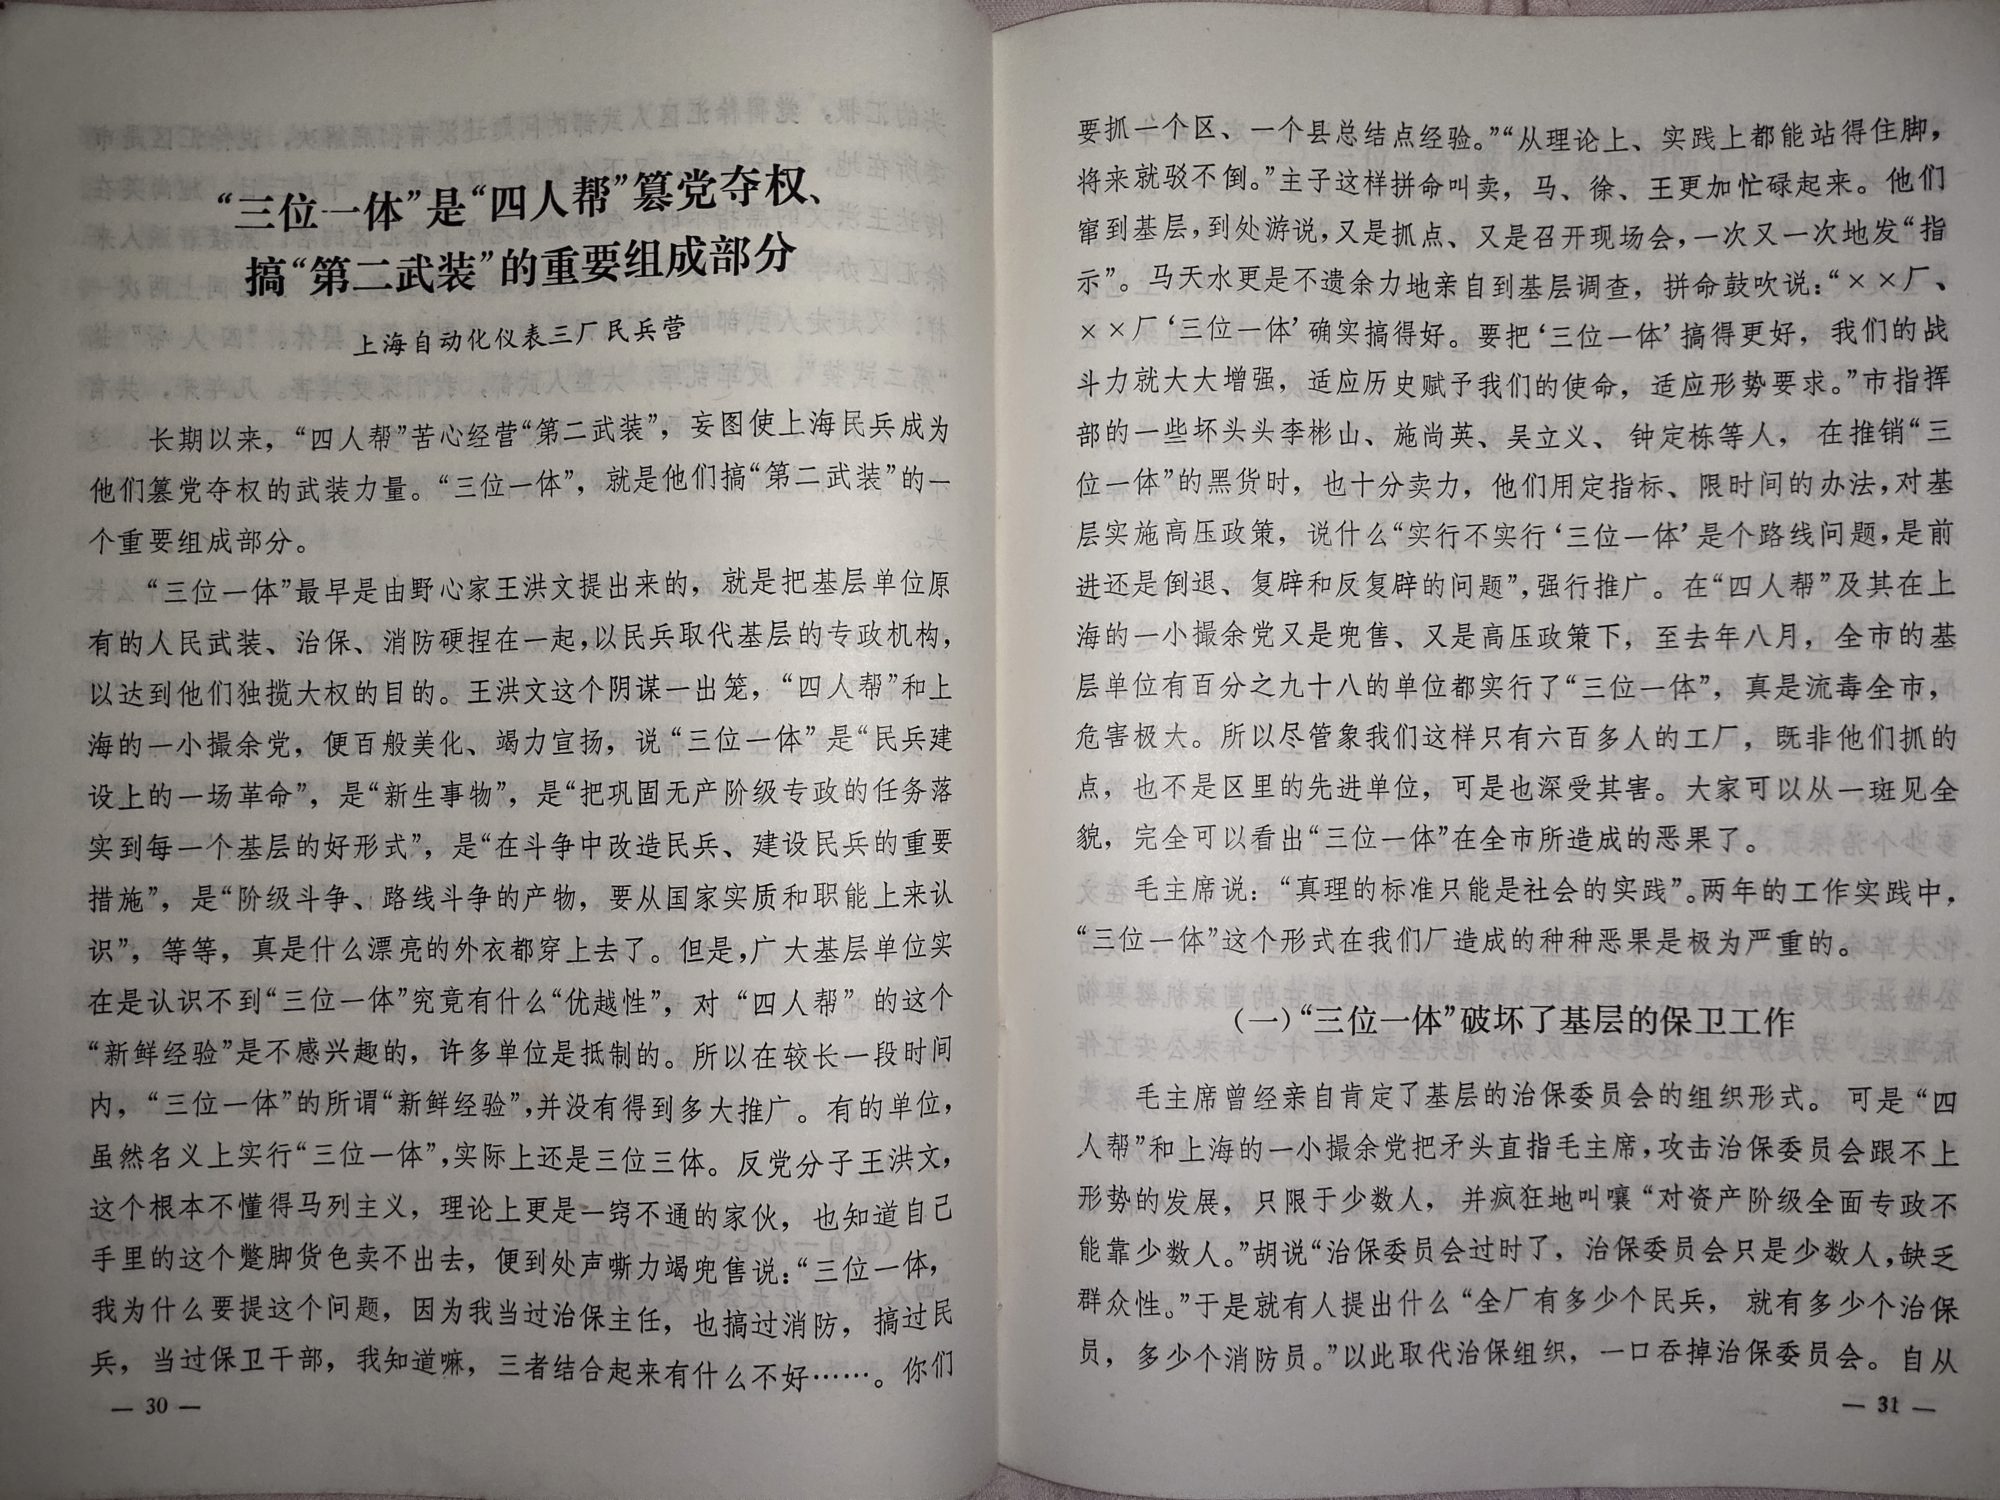 “三位一体”是“四人帮”篡党夺权、
搞“第二武装”的重要组成部分
上海自动化仪表三厂民兵营
长期以来，“四人帮”苦心经营“第二武装”，妄图使上海民兵成为
他们篡党夺权的武装力量。“三位一体”，就是他们搞“第二武装”的一
个重要组成部分。
“三位一体”最早是由野心家王洪文提出来的，就是把基层单位原
有的人民武装、治保、消防硬捏在一起，以民兵取代基层的专政机构，
以达到他们独揽大权的目的。王洪文这个阴谋一出笼，“四人帮”和上
海的一小撮余党，便百般美化、竭力宣扬，说“三位一体”是“民兵建
设上的一场革命”，是“新生事物”，是“把巩固无产阶级专政的任务落
实到每一个基层的好形式”，是“在斗争中改造民兵、建设民兵的重要
措施”，是“阶级斗争、路线斗争的产物，要从国家实质和职能上来认
识”，等等，真是什么漂亮的外衣都穿上去了。但是，广大基层单位实
在是认识不到“三位一体”究竟有什么“优越性”，对“四人帮”的这个
“新鲜经验”是不感兴趣的，许多单位是抵制的。所以在较长一段时间
内，“三位一体”的所谓“新鲜经验”，并没有得到多大推广。有的单位，
虽然名义上实行“三位一体”，实际上还是三位三体。反党分子王洪文，
这个根本不懂得马列主义，理论上更是一窍不通的家伙，也知道自己
手里的这个蹩脚货色卖不出去，便到处声嘶力竭兜售说：“三位一体，
我为什么要提这个问题，因为我当过治保主任，也搞过消防，搞过民
兵，当过保卫干部，我知道嘛，三者结合起来有什么不好……。你们
— 30 —
要抓一个区、一个县总结点经验。”“从理论上、实践上都能站得住脚，
将来就驳不倒。”主子这样拼命叫卖，马、徐、王更加忙碌起来。他们
窜到基层，到处游说，又是抓点、又是召开现场会，一次又一次地发“指
示”。马天水更是不遗余力地亲自到基层调查，拼命鼓吹说：“××厂、
××厂‘三位一体’确实搞得好。要把‘三位一体’搞得更好，我们的战
斗力就大大增强，适应历史赋予我们的使命，适应形势要求。”市指挥
部的一些坏头头李彬山、施尚英、吴立义、钟定栋等人，在推销“三
位一体”的黑货时，也十分卖力，他们用定指标、限时间的办法，对基
层实施高压政策，说什么“实行不实行‘三位一体’是个路线问题，是前
进还是倒退、复辟和反复辟的问题”，强行推广。在“四人帮”及其在上
海的一小撮余党又是兜售、又是高压政策下，至去年八月，全市的基
层单位有百分之九十八的单位都实行了“三位一体”，真是流毒全市，
危害极大。所以尽管象我们这样只有六百多人的工厂，既非他们抓的
点，也不是区里的先进单位，可是也深受其害。大家可以从一斑见全
貌，完全可以看出“三位一体”在全市所造成的恶果了。
毛主席说：“真理的标准只能是社会的实践”。两年的工作实践中，
“三位一体”这个形式在我们厂造成的种种恶果是极为严重的。
（一）“三位一体”破坏了基层的保卫工作
毛主席曾经亲自肯定了基层的治保委员会的组织形式。可是“四
人帮”和上海的一小撮余党把矛头直指毛主席，攻击治保委员会跟不上
形势的发展，只限于少数人，并疯狂地叫嚷“对资产阶级全面专政不
能靠少数人。”胡说“治保委员会过时了，治保委员会只是少数人，缺乏
群众性。”于是就有人提出什么“全厂有多少个民兵，就有多少个治保
员，多少个消防员。”以此取代治保组织，一口吞掉治保委员会。自从
— 31 —